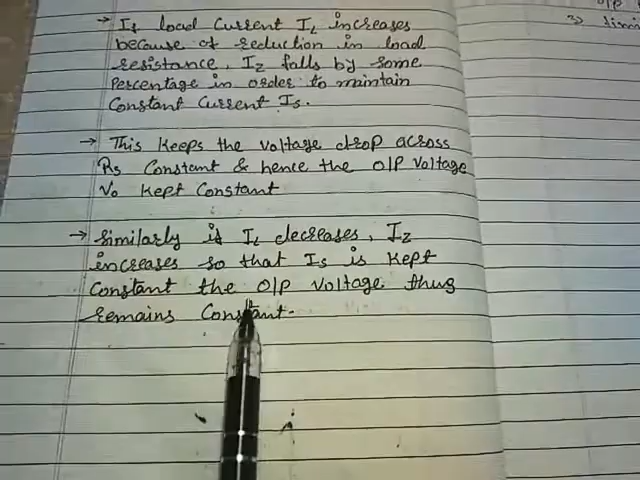 → If load current IL increases
because of reduction in load
resistance, Iz falls by some
percentage in order to maintain
constant current Is.
→ This keeps the voltage drop across
Rs constant & hence the O/P voltage
Vo kept constant
→ Similarly if IL decreases, Iz
increases so that Is is kept
constant the O/P voltage thus
remains constant.
O/P